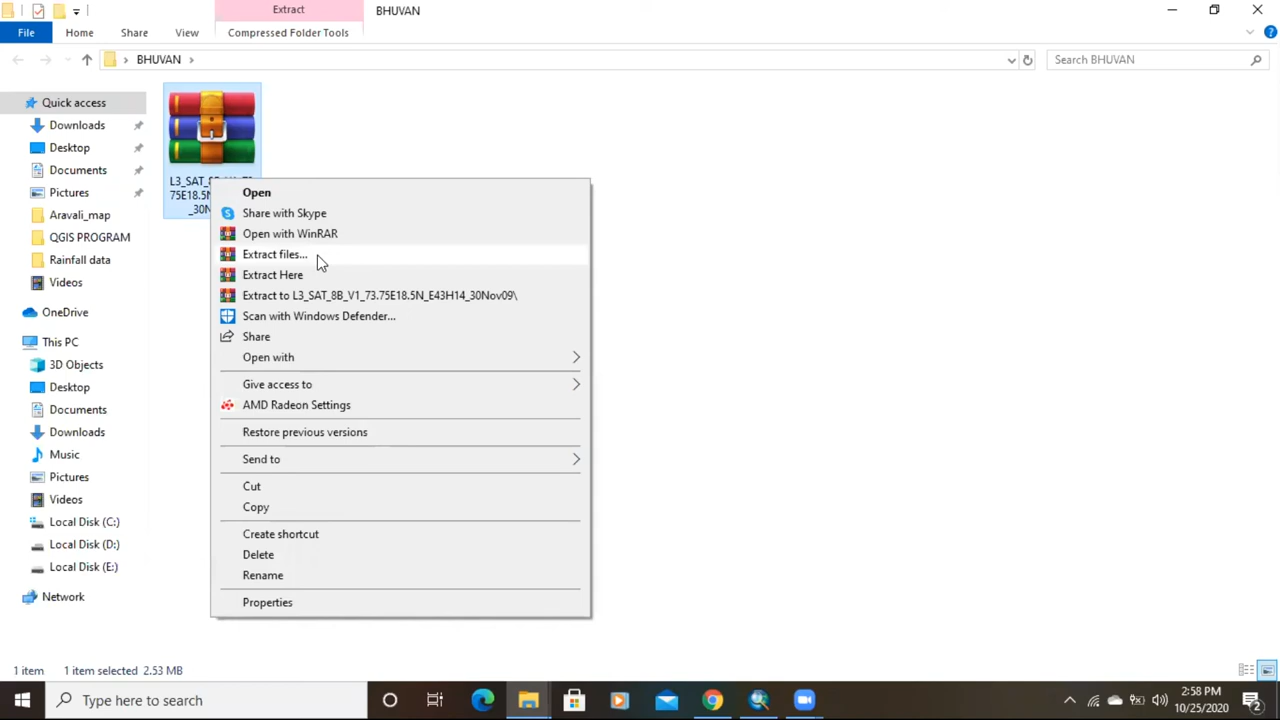 Extract
BHUVAN
File
Home
Share
View
Compressed Folder Tools
BHUVAN
Search BHUVAN
Quick access
Downloads
Desktop
Documents
Pictures
Aravali_map
QGIS PROGRAM
Rainfall data
Videos
OneDrive
This PC
3D Objects
Desktop
Documents
Downloads
Music
Pictures
Videos
Local Disk (C:)
Local Disk (D:)
Local Disk (E:)
Network
75E18.5N
_30N
Open
Share with Skype
Open with WinRAR
Extract files...
Extract Here
Extract to L3_SAT_8B_V1_73.75E18.5N_E43H14_30Nov09\
Scan with Windows Defender...
Share
Open with
Give access to
AMD Radeon Settings
Restore previous versions
Send to
Cut
Copy
Create shortcut
Delete
Rename
Properties
1 item
1 item selected 2.53 MB
Type here to search
2:58 PM
10/25/2020
2